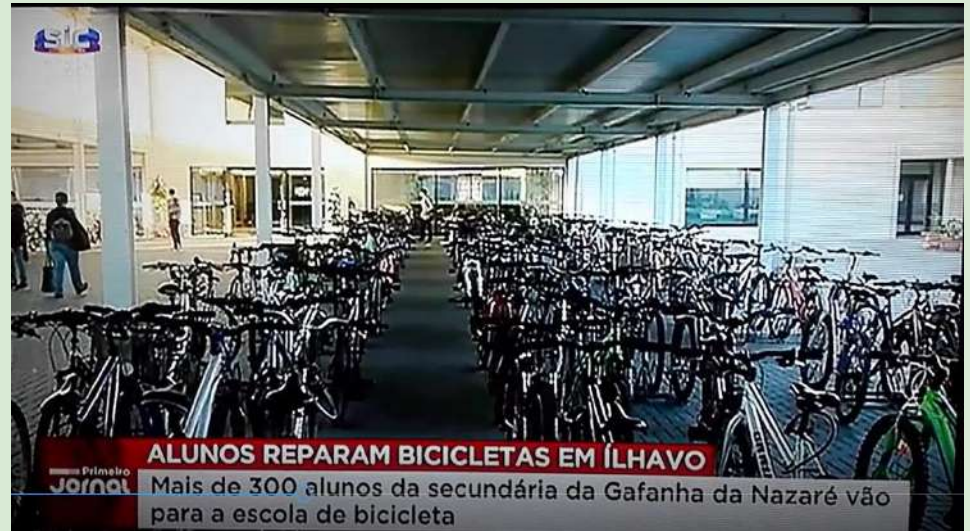 SIC
ALUNOS REPARAM BICICLETAS EM ÍLHAVO
Primeiro
Jornal
Mais de 300 alunos da secundária da Gafanha da Nazaré vão
para a escola de bicicleta